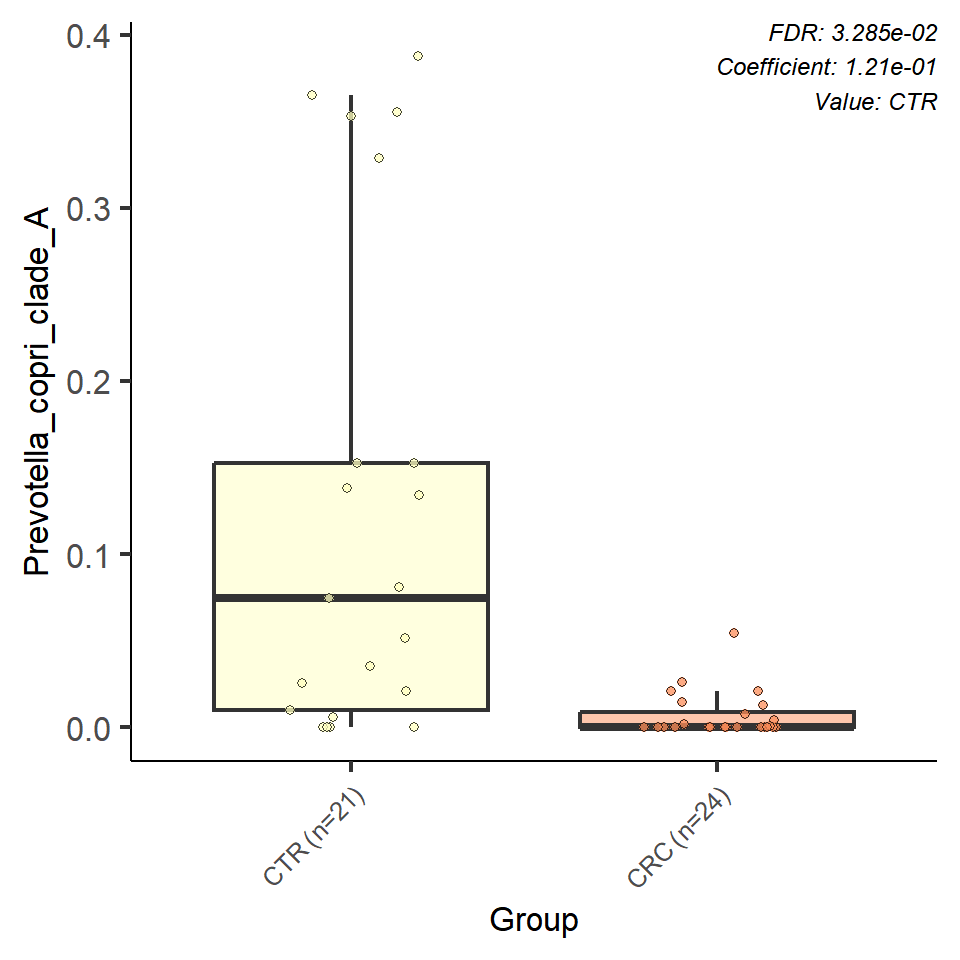 FDR: 3.285e-02
Coefficient: 1.21e-01
Value: CTR
Prevotella_copri_clade_A
0.4
0.3
0.2
0.1
0.0
CTR (n=21)
CRC (n=24)
Group